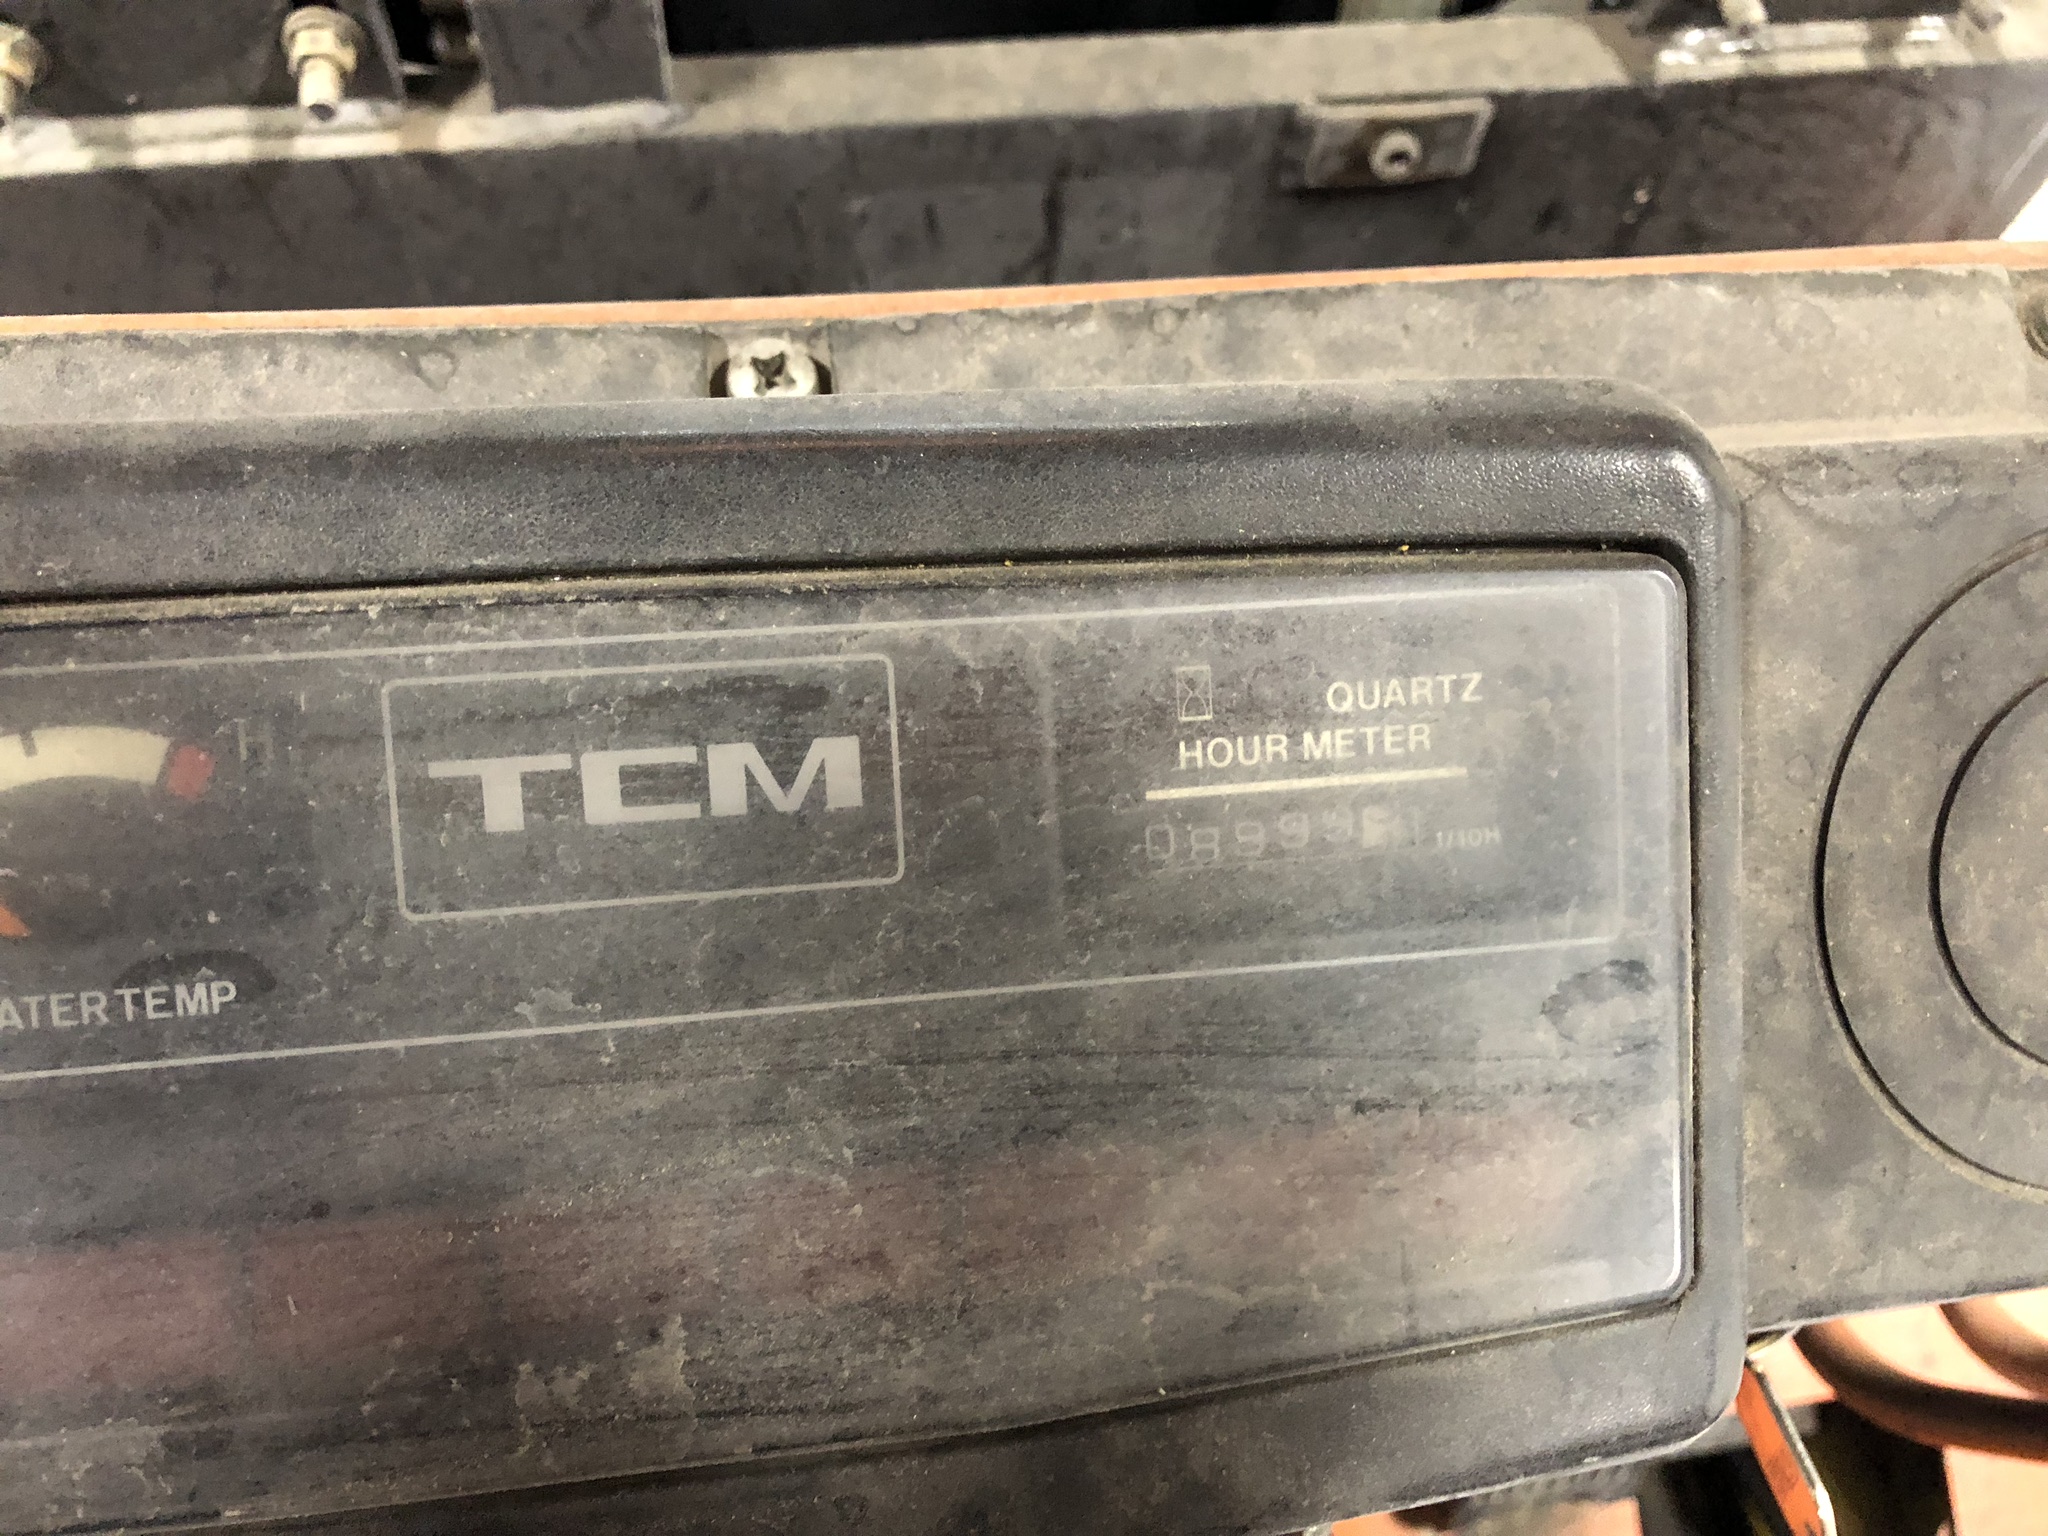 H
TCM
QUARTZ
HOUR METER
1/10H
ATER TEMP